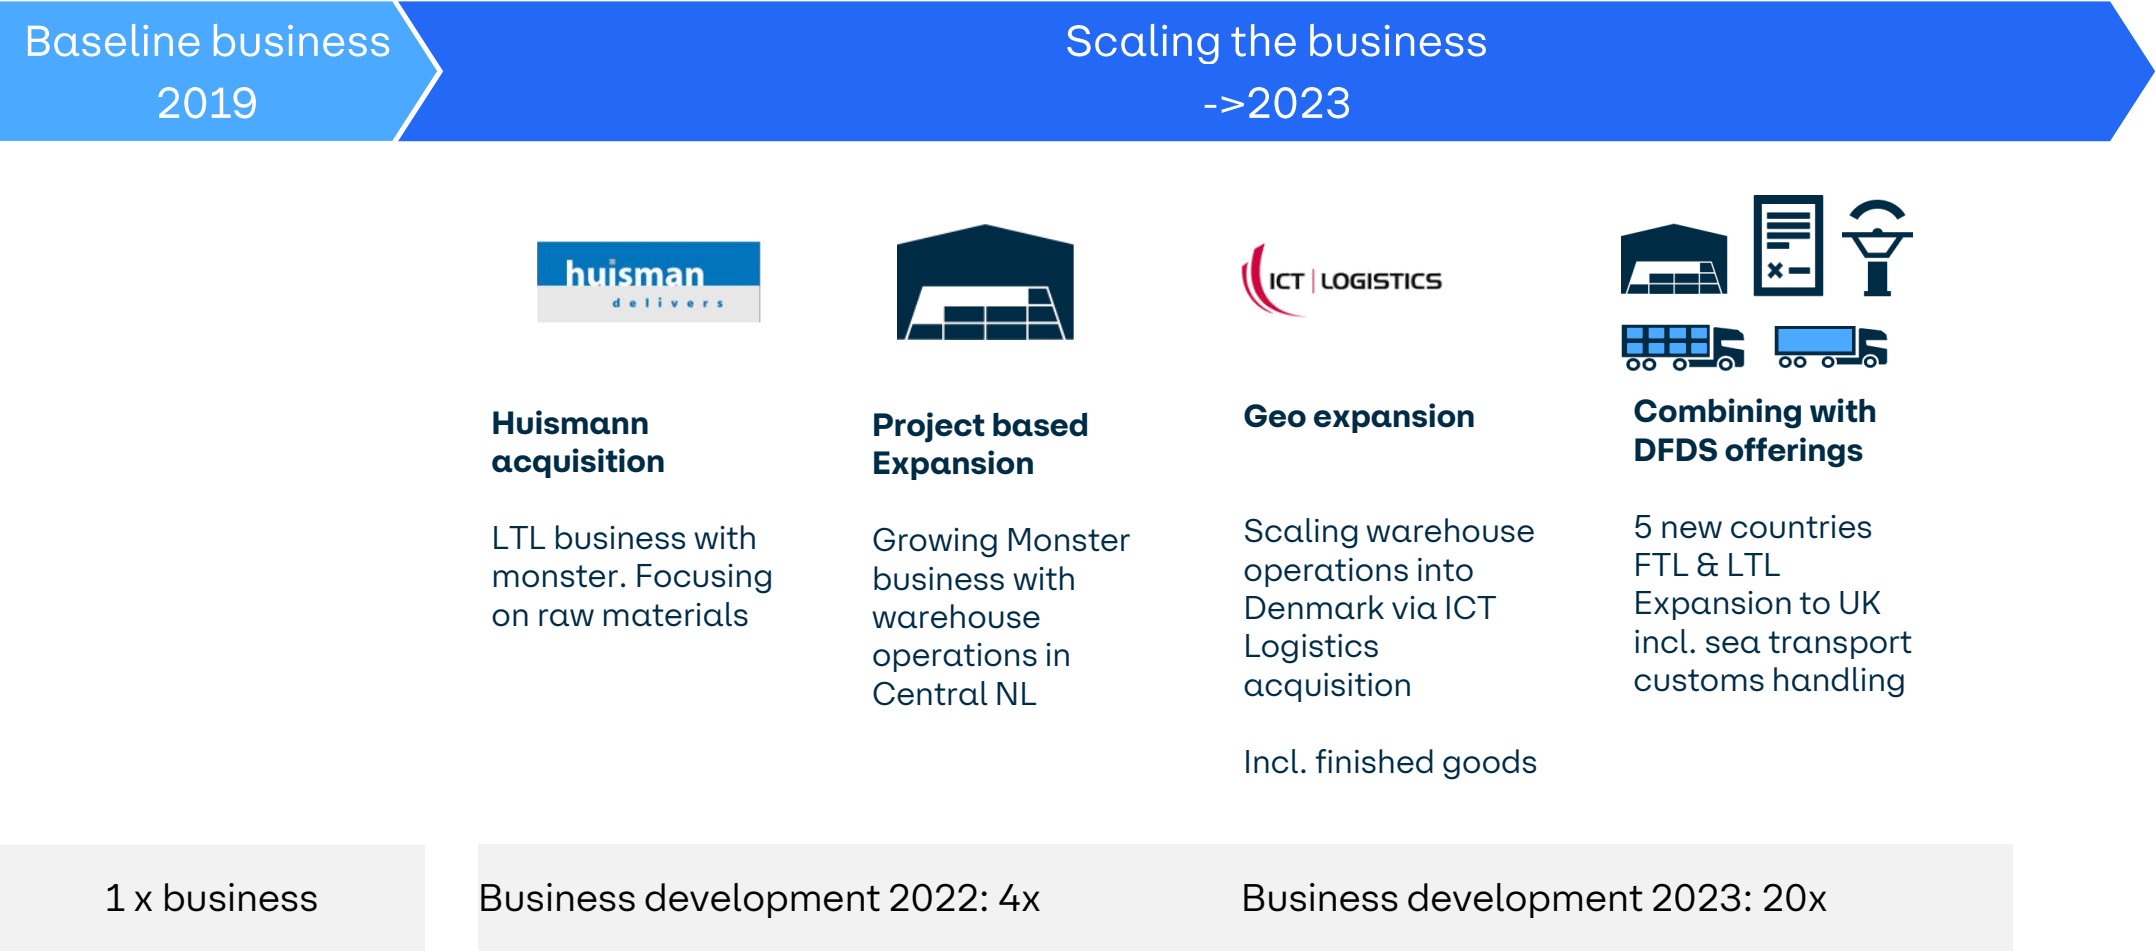 Baseline business
2019
Scaling the business
->2023
huisman
delivers
ICT | LOGISTICS
Huismann
acquisition
LTL business with
monster. Focusing
on raw materials
Project based
Expansion
Growing Monster
business with
warehouse
operations in
Central NL
Geo expansion
Scaling warehouse
operations into
Denmark via ICT
Logistics
acquisition
Incl. finished goods
Combining with
DFDS offerings
5 new countries
FTL & LTL
Expansion to UK
incl. sea transport
customs handling
1 x business
Business development 2022: 4x
Business development 2023: 20x